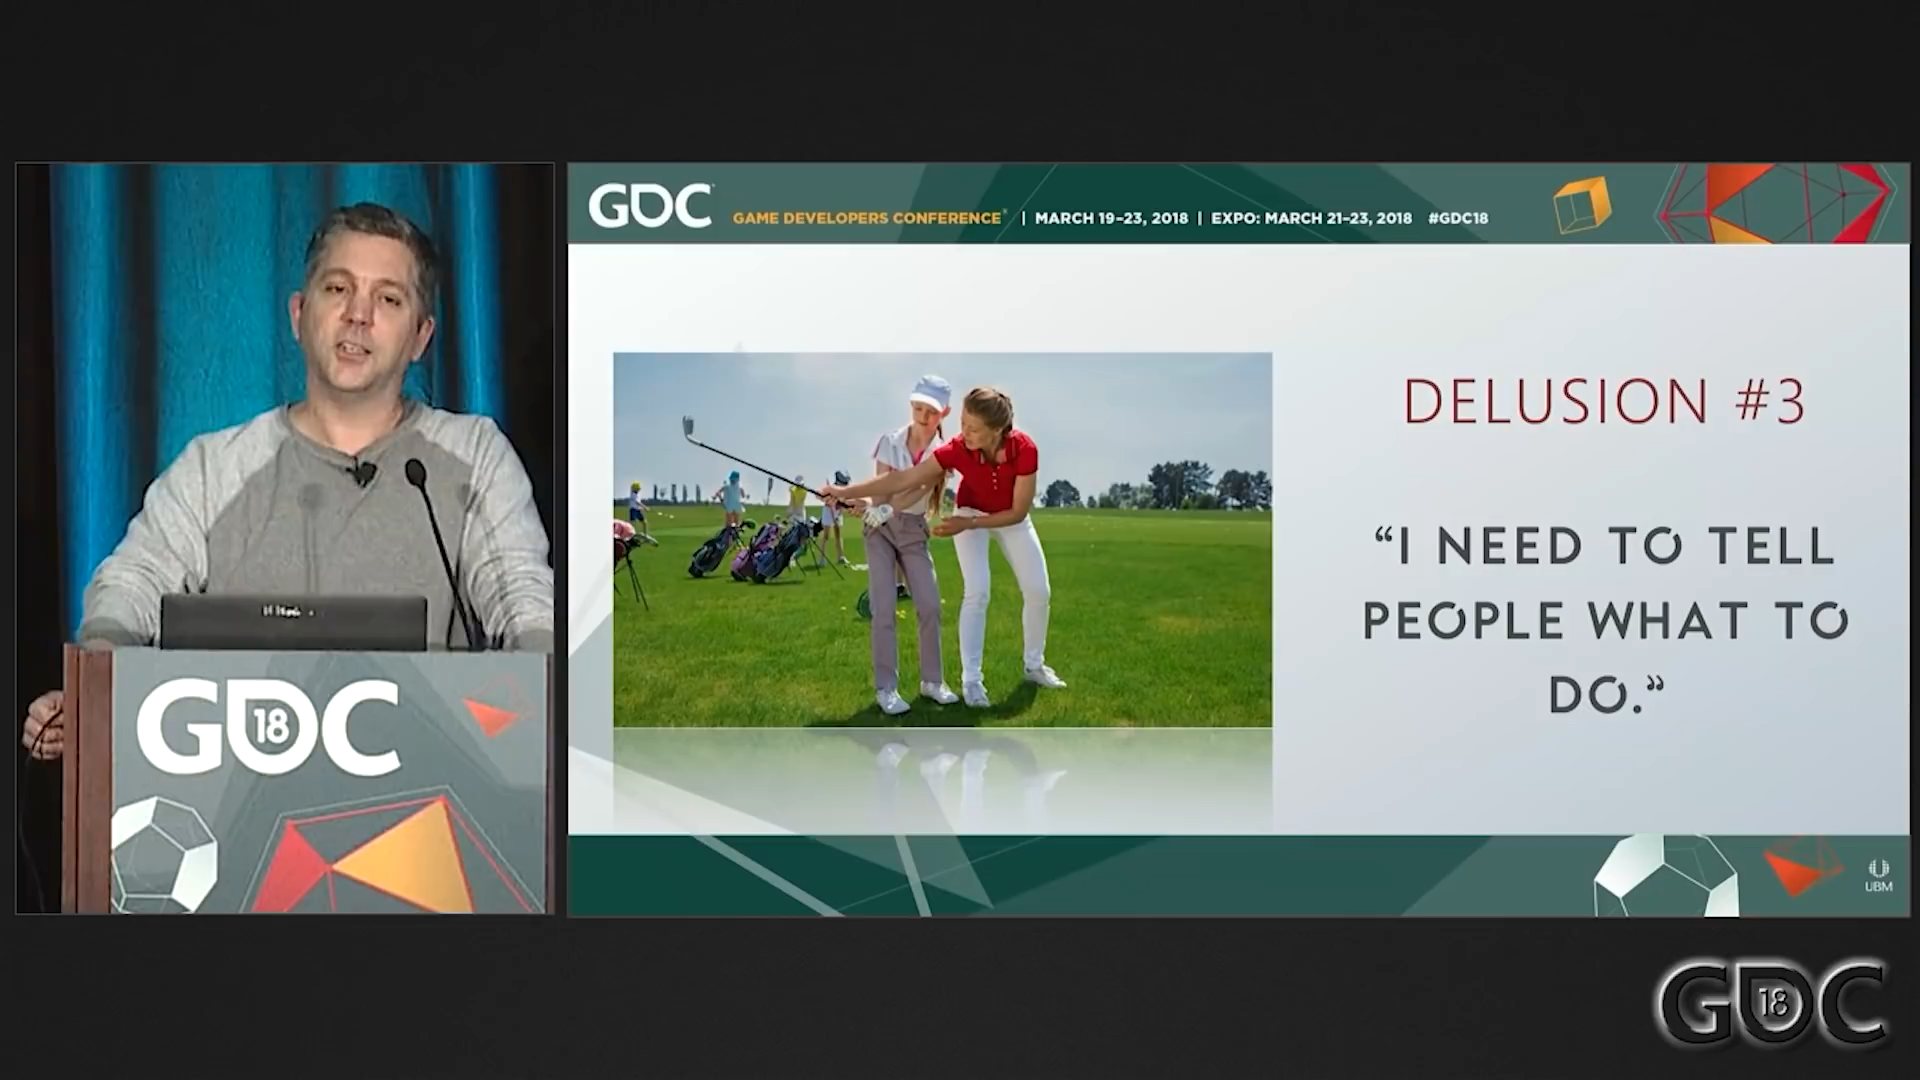 GDC
GAME DEVELOPERS CONFERENCE® | MARCH 19–23, 2018 | EXPO: MARCH 21–23, 2018 #GDC18
DELUSION #3
“I NEED TO TELL
PEOPLE WHAT TO
DO.”
GDC
18
UBM
GDC
18